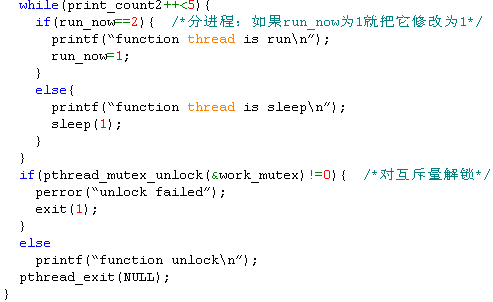 while(print_count2++<5){
if(run_now==2){ /*分进程：如果run_now为1就把它修改为1*/
printf(“function thread is run\n”);
run_now=1;
}
else{
printf(“function thread is sleep\n”);
sleep(1);
}
}
if(pthread_mutex_unlock(&work_mutex)!=0){ /*对互斥量解锁*/
perror(“unlock failed”);
exit(1);
}
else
printf(“function unlock\n”);
pthread_exit(NULL);
}